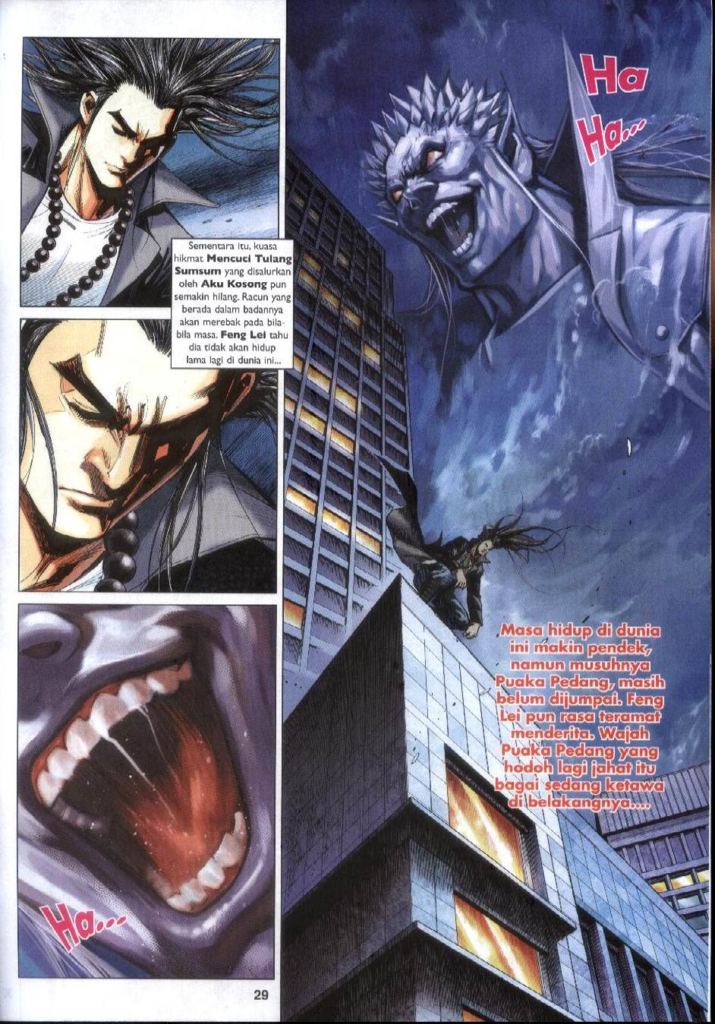 Sementara itu, kuasa
hikmat Mencuci Tulang
Sumsum yang disalurkan
oleh Aku Kosong pun
semakin hilang. Racun yang
berada dalam badannya
akan merebak pada bila-
bila masa. Feng Lei tahu
dia tidak akan hidup
lama lagi di dunia ini...
Ha
Ha...
Masa hidup di dunia
ini makin pendek,
namun musuhnya
Puaka Pedang, masih
belum dijumpai. Feng
Lei pun rasa teramat
menderita. Wajah
Puaka Pedang yang
hodoh lagi jahat itu
bagai sedang ketawa
di belakangnya....
Ha...
29